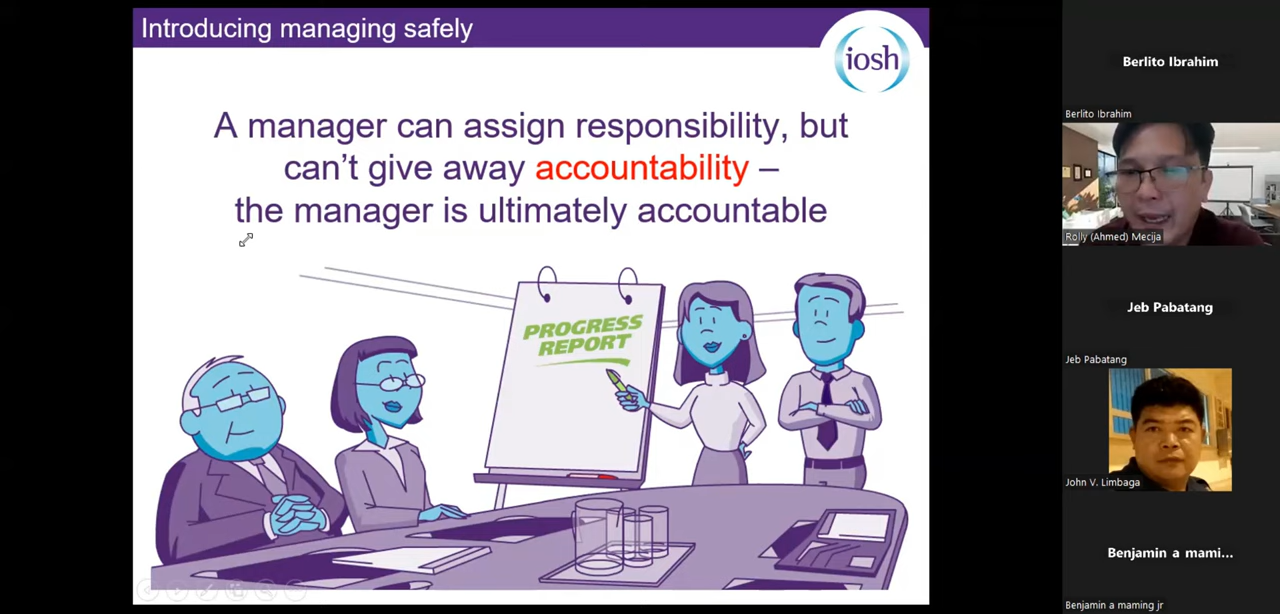 Introducing managing safely
iosh
A manager can assign responsibility, but
can't give away accountability –
the manager is ultimately accountable
PROGRESS
REPORT
Berlito Ibrahim
Berlito Ibrahim
Rolly (Ahmed) Mecija
Jeb Pabatang
Jeb Pabatang
John V. Limbaga
Benjamin a mami...
Benjamin a maming jr